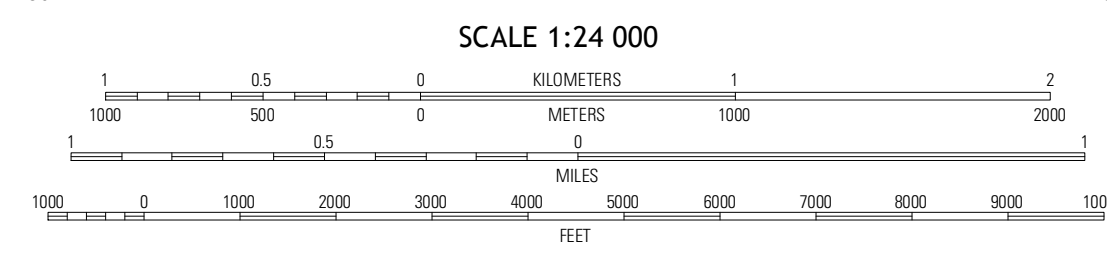 SCALE 1:24 000
1 0.5 0 KILOMETERS 1 2
1000 500 0 METERS 1000 2000
1 0.5 0 1
MILES
1000 0 1000 2000 3000 4000 5000 6000 7000 8000 9000 100
FEET